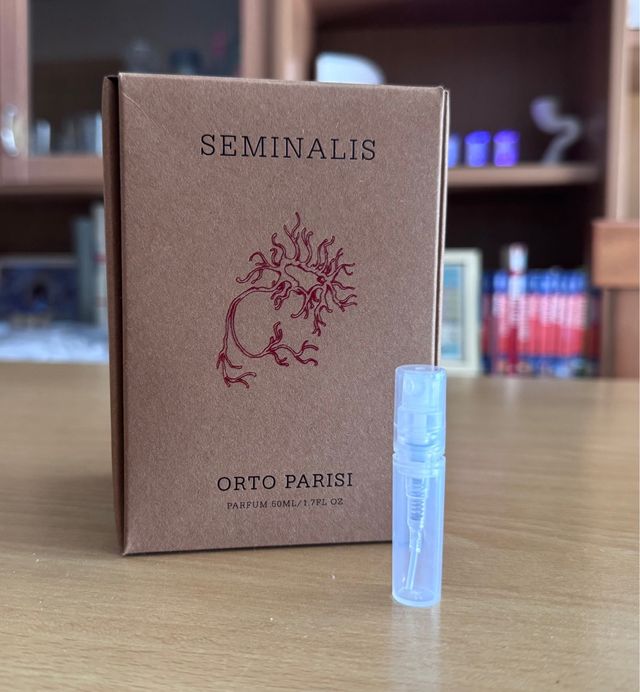 SEMINALIS
ORTO PARISI
PARFUM 50ML/1.7FL OZ